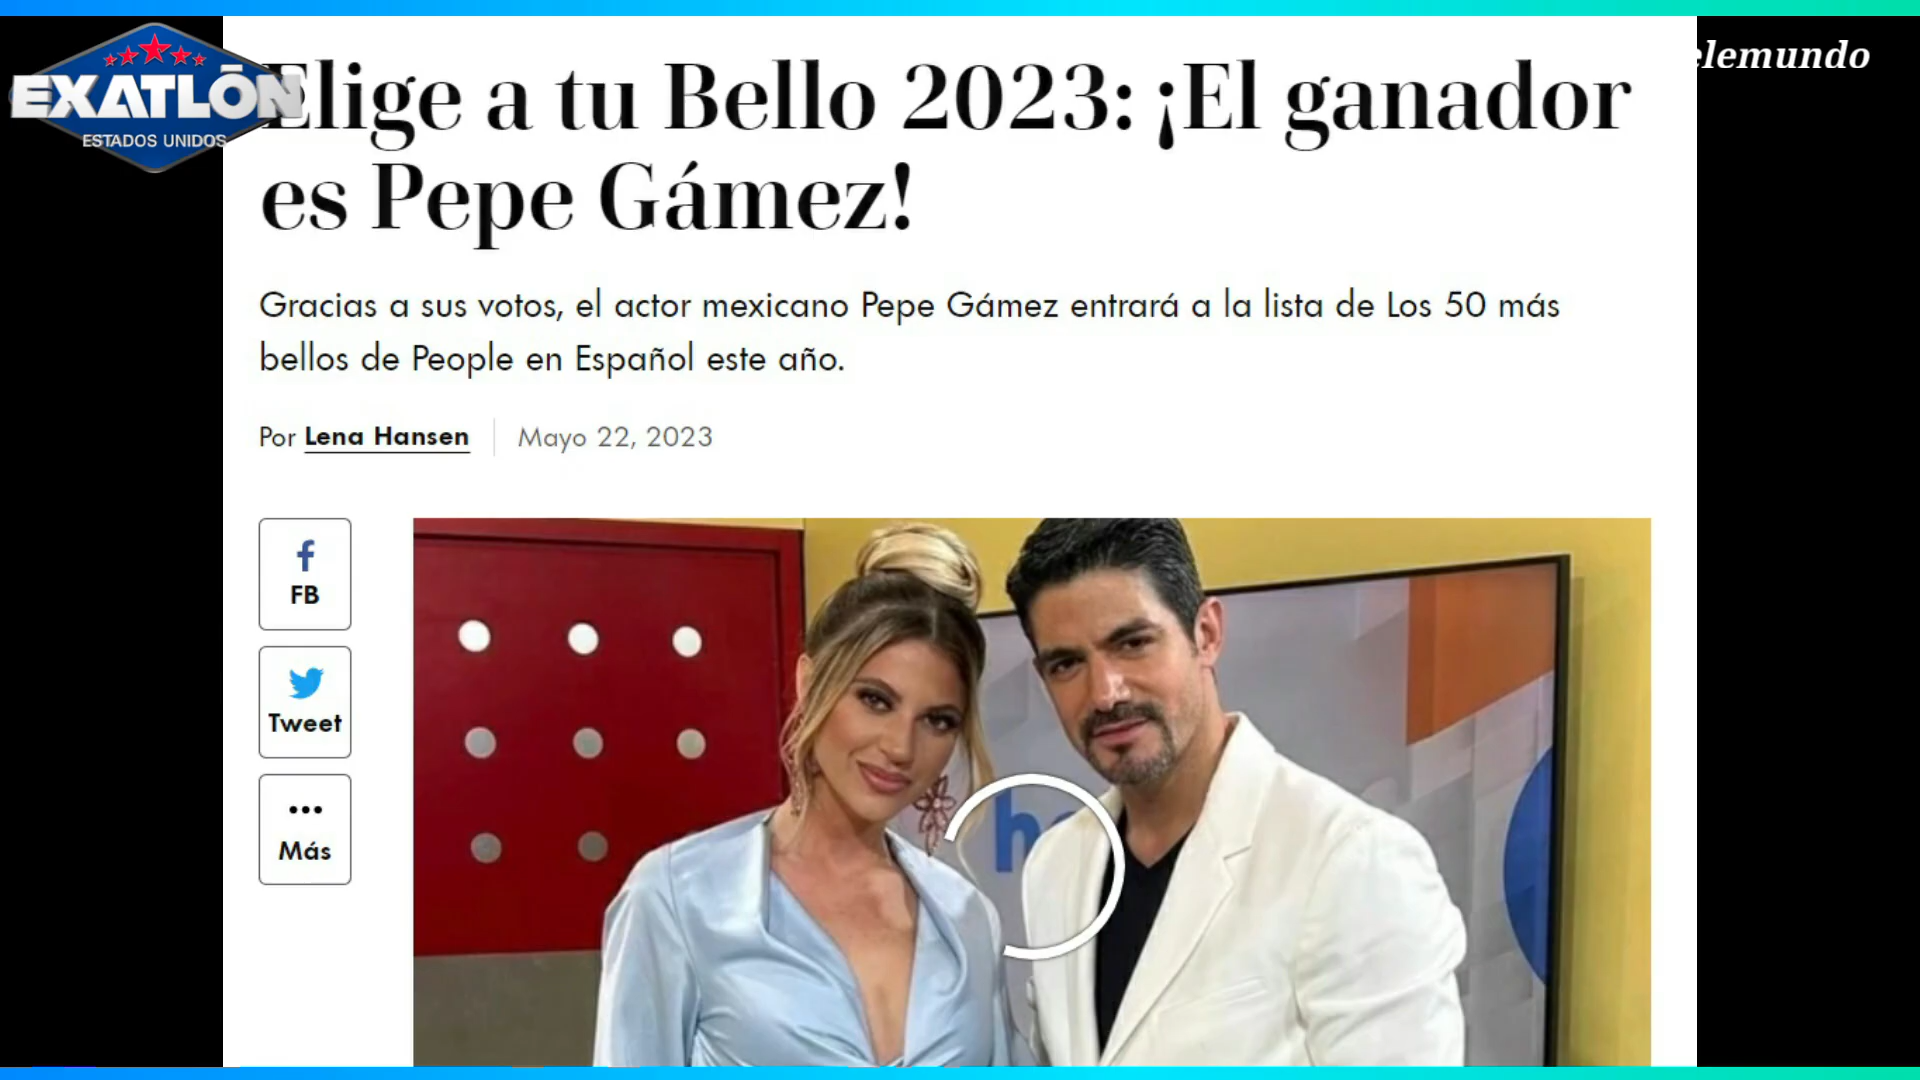 EXATLÓN
ESTADOS UNIDOS
elemundo
Elige a tu Bello 2023: ¡El ganador
es Pepe Gámez!
Gracias a sus votos, el actor mexicano Pepe Gámez entrará a la lista de Los 50 más
bellos de People en Español este año.
Por Lena Hansen
Mayo 22, 2023
FB
Tweet
Más